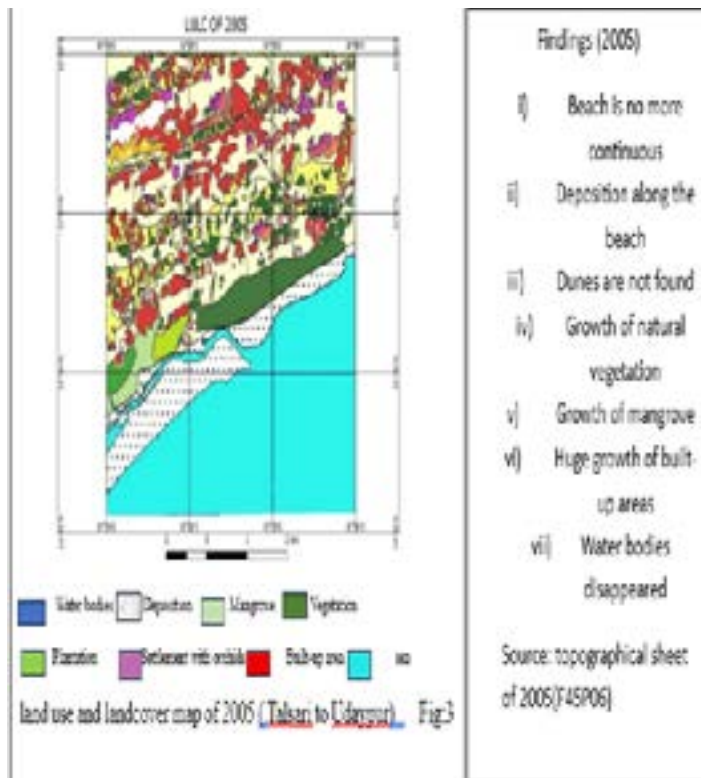 LULC OF 2005
Water bodies
Deposition
Mangrove
Vegetation
Plantation
Settlement with orchids
Built-up area
sea
land use and landcover map of 2005 ( Talsari to Udaypur) Fig:3
Findings (2005)
i) Beach is no more
continuous
ii) Deposition along the
beach
iii) Dunes are not found
iv) Growth of natural
vegetation
v) Growth of mangrove
vi) Huge growth of built-
up areas
vii) Water bodies
disappeared
Source: topographical sheet
of 2005(F45P06)